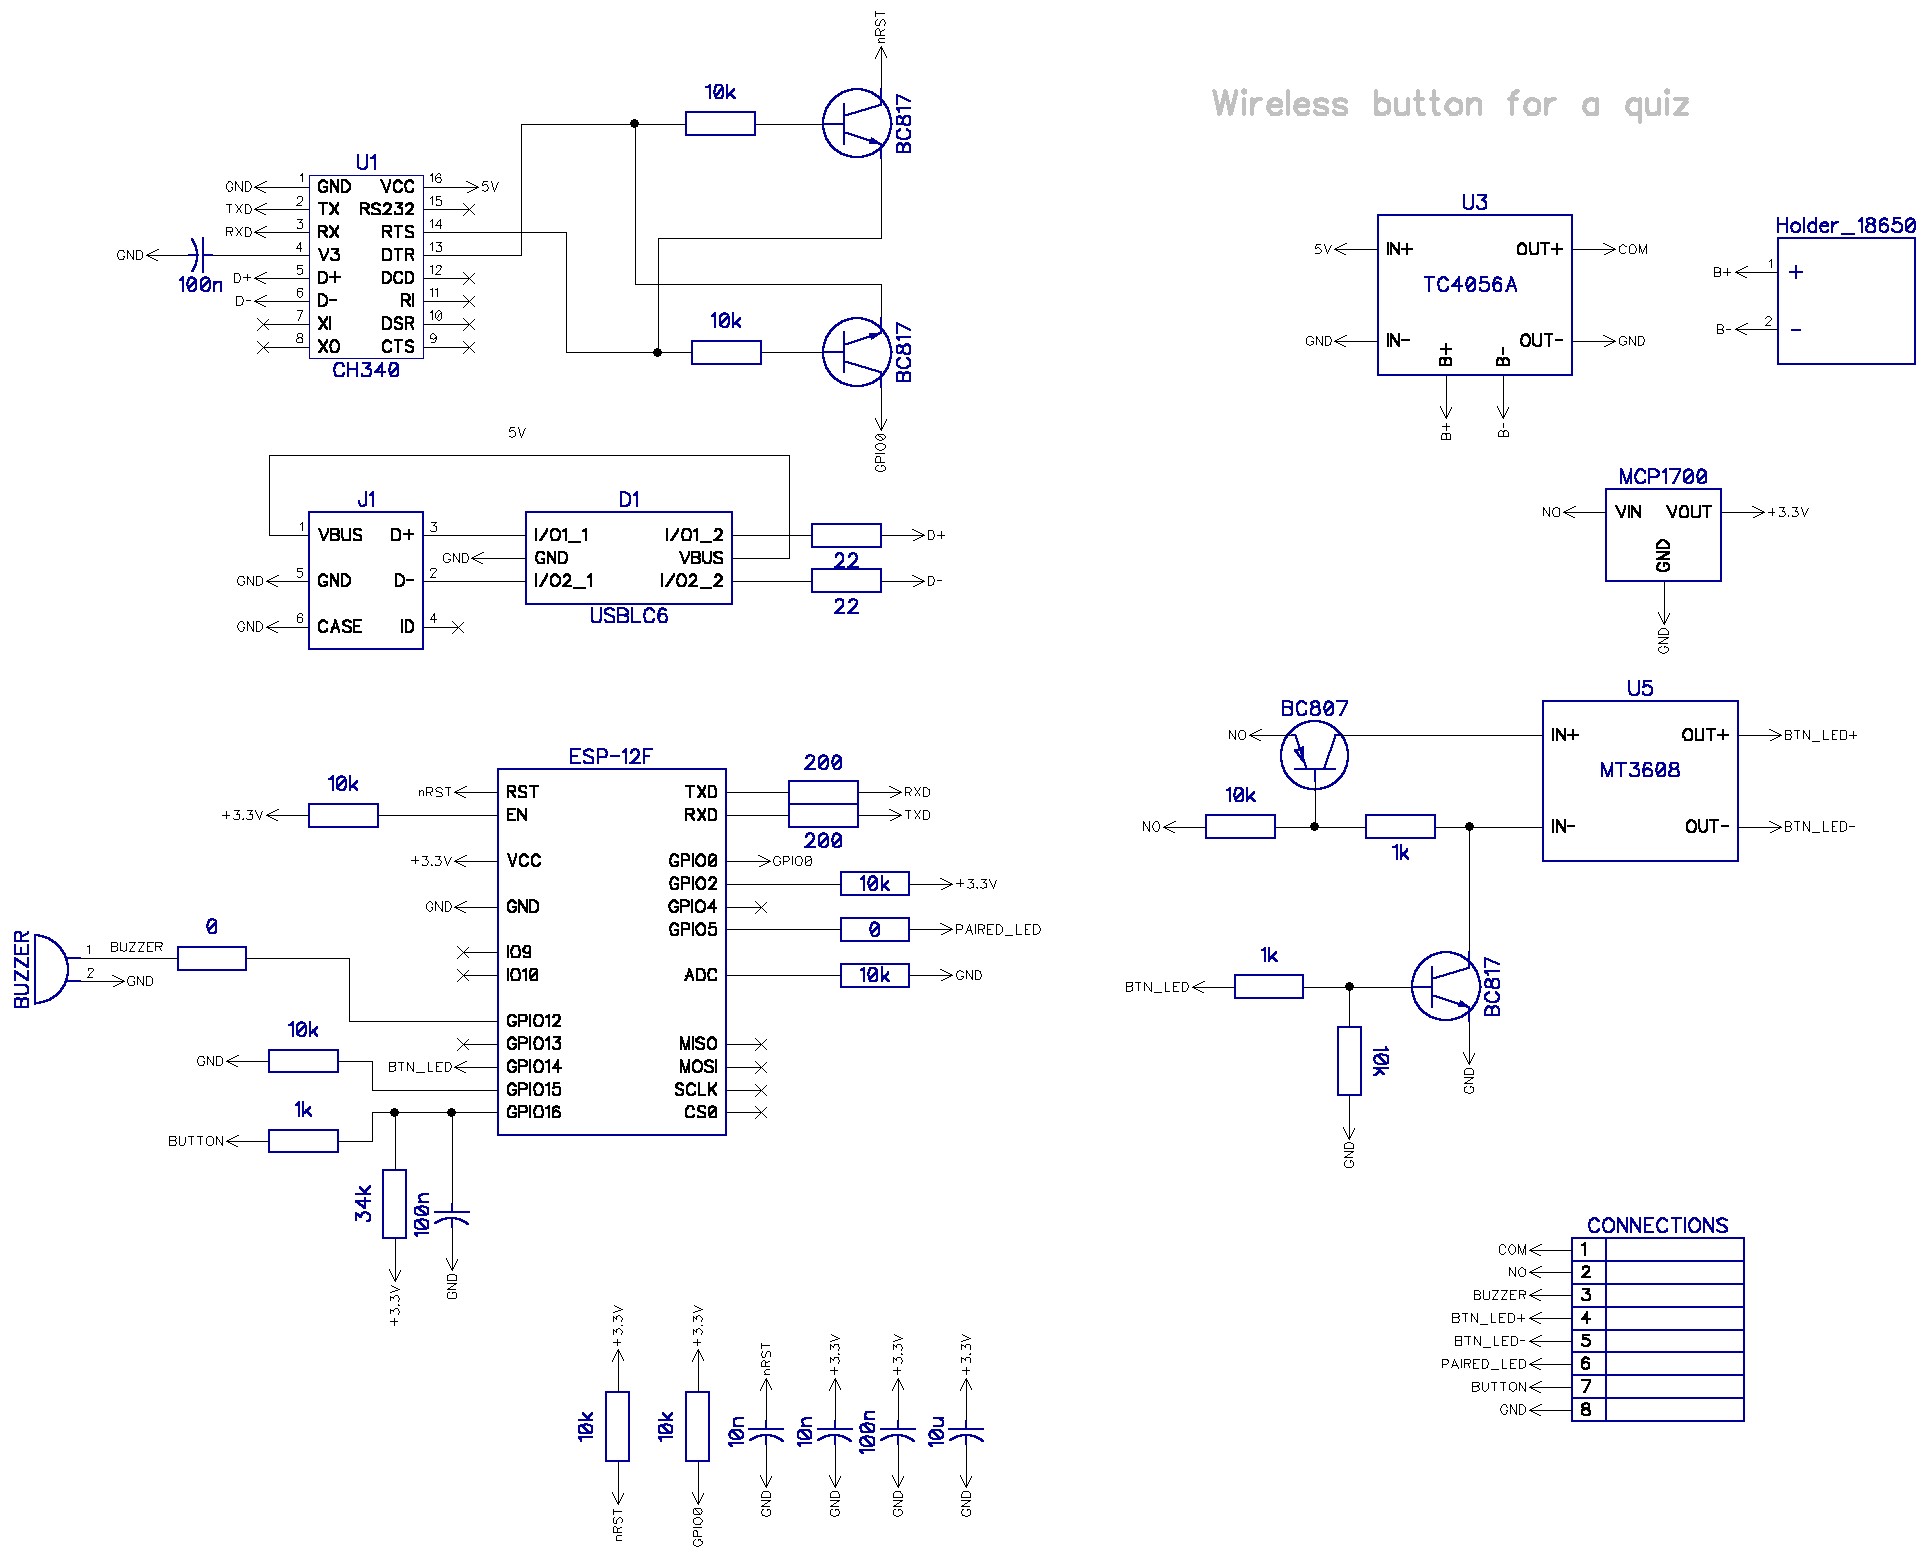 Wireless button for a quiz
nRST
10k
BC817
U1
GND 1 GND VCC 16 5V
TXD 2 TX RS232 15
RXD 3 RX RTS 14
GND 100n 4 V3 DTR 13
D+ 5 D+ DCD 12
D- 6 D- RI 11
7 XI DSR 10
8 XO CTS 9
CH340
10k
BC817
GPIO0
5V
J1
1 VBUS D+ 3
GND 5 GND D- 2
GND 6 CASE ID 4
D1
I/O1_1 I/O1_2
GND GND VBUS
I/O2_1 I/O2_2
USBLC6
22 D+
22 D-
U3
5V IN+ OUT+ COM
TC4056A
GND IN- OUT- GND
B+ B-
B+ B-
Holder_18650
B+ 1 +
B- 2 -
MCP1700
NO VIN VOUT +3.3V
GND
GND
U5
BC807
NO IN+ OUT+ BTN_LED+
MT3608
10k
NO IN- OUT- BTN_LED-
1k
1k
BTN_LED
BC817
10k
GND
GND
ESP-12F
nRST RST TXD 200 RXD
+3.3V 10k EN RXD 200 TXD
+3.3V VCC GPIO0 GPIO0
GPIO2 10k +3.3V
GND GND GPIO4
GPIO5 0 PAIRED_LED
IO9
IO10 ADC 10k GND
BUZZER
1 BUZZER 0
2 GND
GPIO12
GPIO13 MISO
BTN_LED GPIO14 MOSI
GND 10k GPIO15 SCLK
GPIO16 CS0
BUTTON 1k
34k 100n
+3.3V GND
+3.3V 10k nRST
+3.3V 10k GPIO0
nRST 10n GND
+3.3V 10n GND
+3.3V 100n GND
+3.3V 10u GND
CONNECTIONS
COM 1
NO 2
BUZZER 3
BTN_LED+ 4
BTN_LED- 5
PAIRED_LED 6
BUTTON 7
GND 8